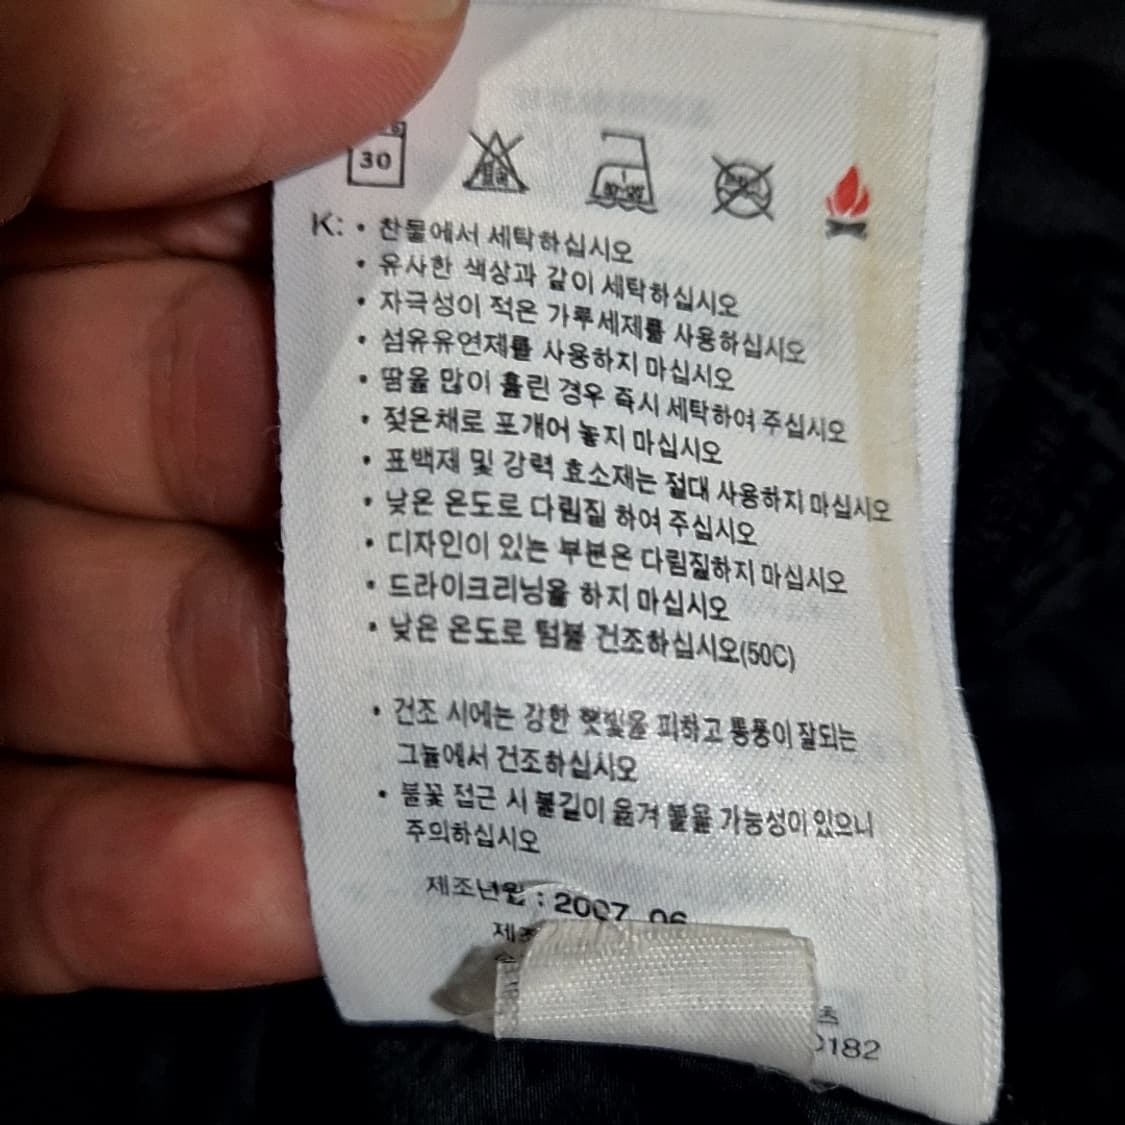 30
K: • 찬물에서 세탁하십시오
• 유사한 색상과 같이 세탁하십시오
• 자극성이 적은 가루세제를 사용하십시오
• 섬유유연제를 사용하지 마십시오
• 땀을 많이 흘린 경우 즉시 세탁하여 주십시오
• 젖은채로 포개어 놓지 마십시오
• 표백제 및 강력 효소제는 절대 사용하지 마십시오
• 낮은 온도로 다림질 하여 주십시오
• 디자인이 있는 부분은 다림질하지 마십시오
• 드라이크리닝을 하지 마십시오
• 낮은 온도로 텀블 건조하십시오(50C)
• 건조 시에는 강한 햇빛을 피하고 통풍이 잘되는
그늘에서 건조하십시오
• 불꽃 접근 시 불길이 옮겨 붙을 가능성이 있으니
주의하십시오
제조년월 : 2007. 06